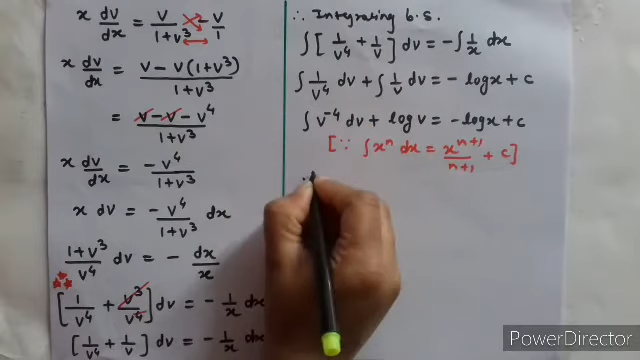 x dv/dx = v/1+v³ - v/1
x dv/dx = v - v(1+v³)/1+v³
= v - v - v⁴/1+v³
x dv/dx = -v⁴/1+v³
x dv = - v⁴/1+v³ dx
1+v³/v⁴ dv = - dx/x
[1/v⁴ + v³/v⁴] dv = - 1/x dx
[1/v⁴ + 1/v] dv = - 1/x dx
∴ Integrating b.s.
∫[1/v⁴ + 1/v] dv = -∫1/x dx
∫1/v⁴ dv + ∫1/v dv = - logx + c
∫v⁻⁴ dv + logv = -logx + c
[∵ ∫xⁿ dx = xⁿ⁺¹/n+1 + c]
PowerDirector